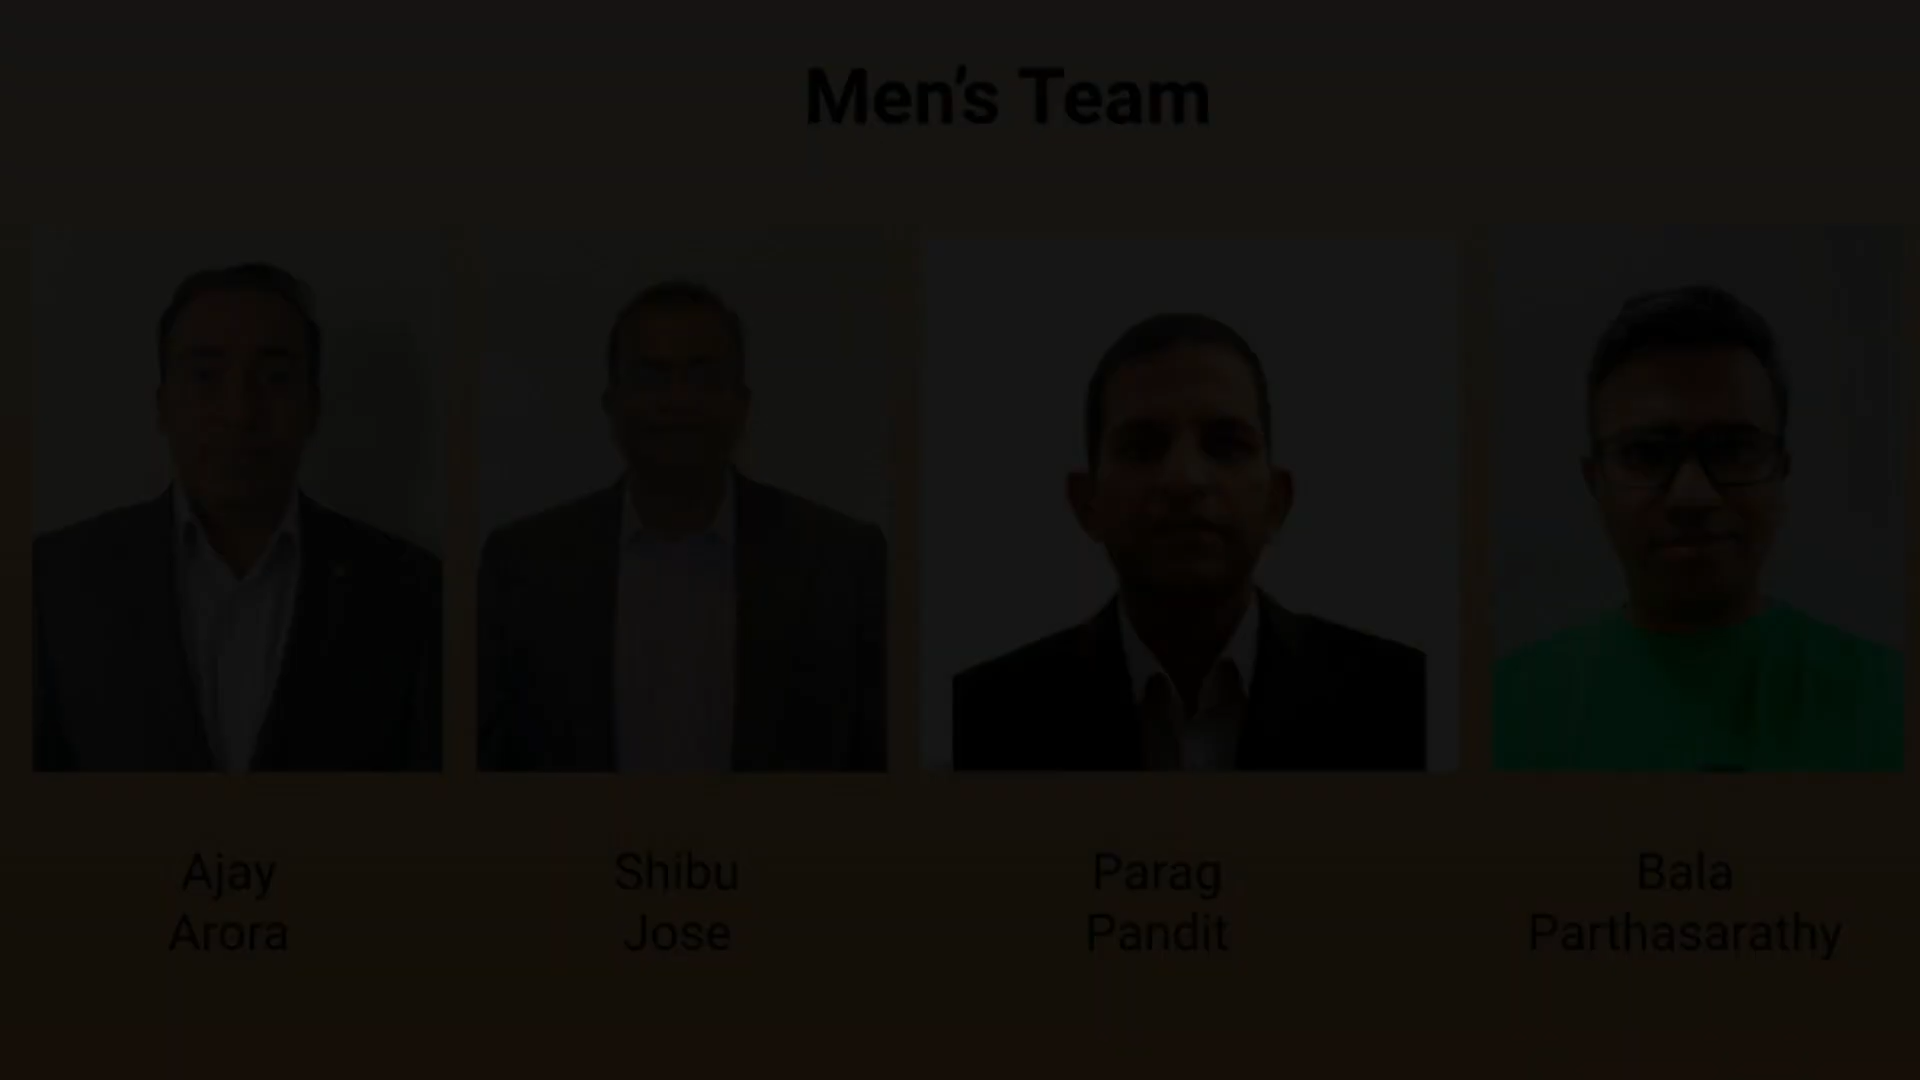 Men's Team
Ajay
Arora
Shibu
Jose
Parag
Pandit
Bala
Parthasarathy